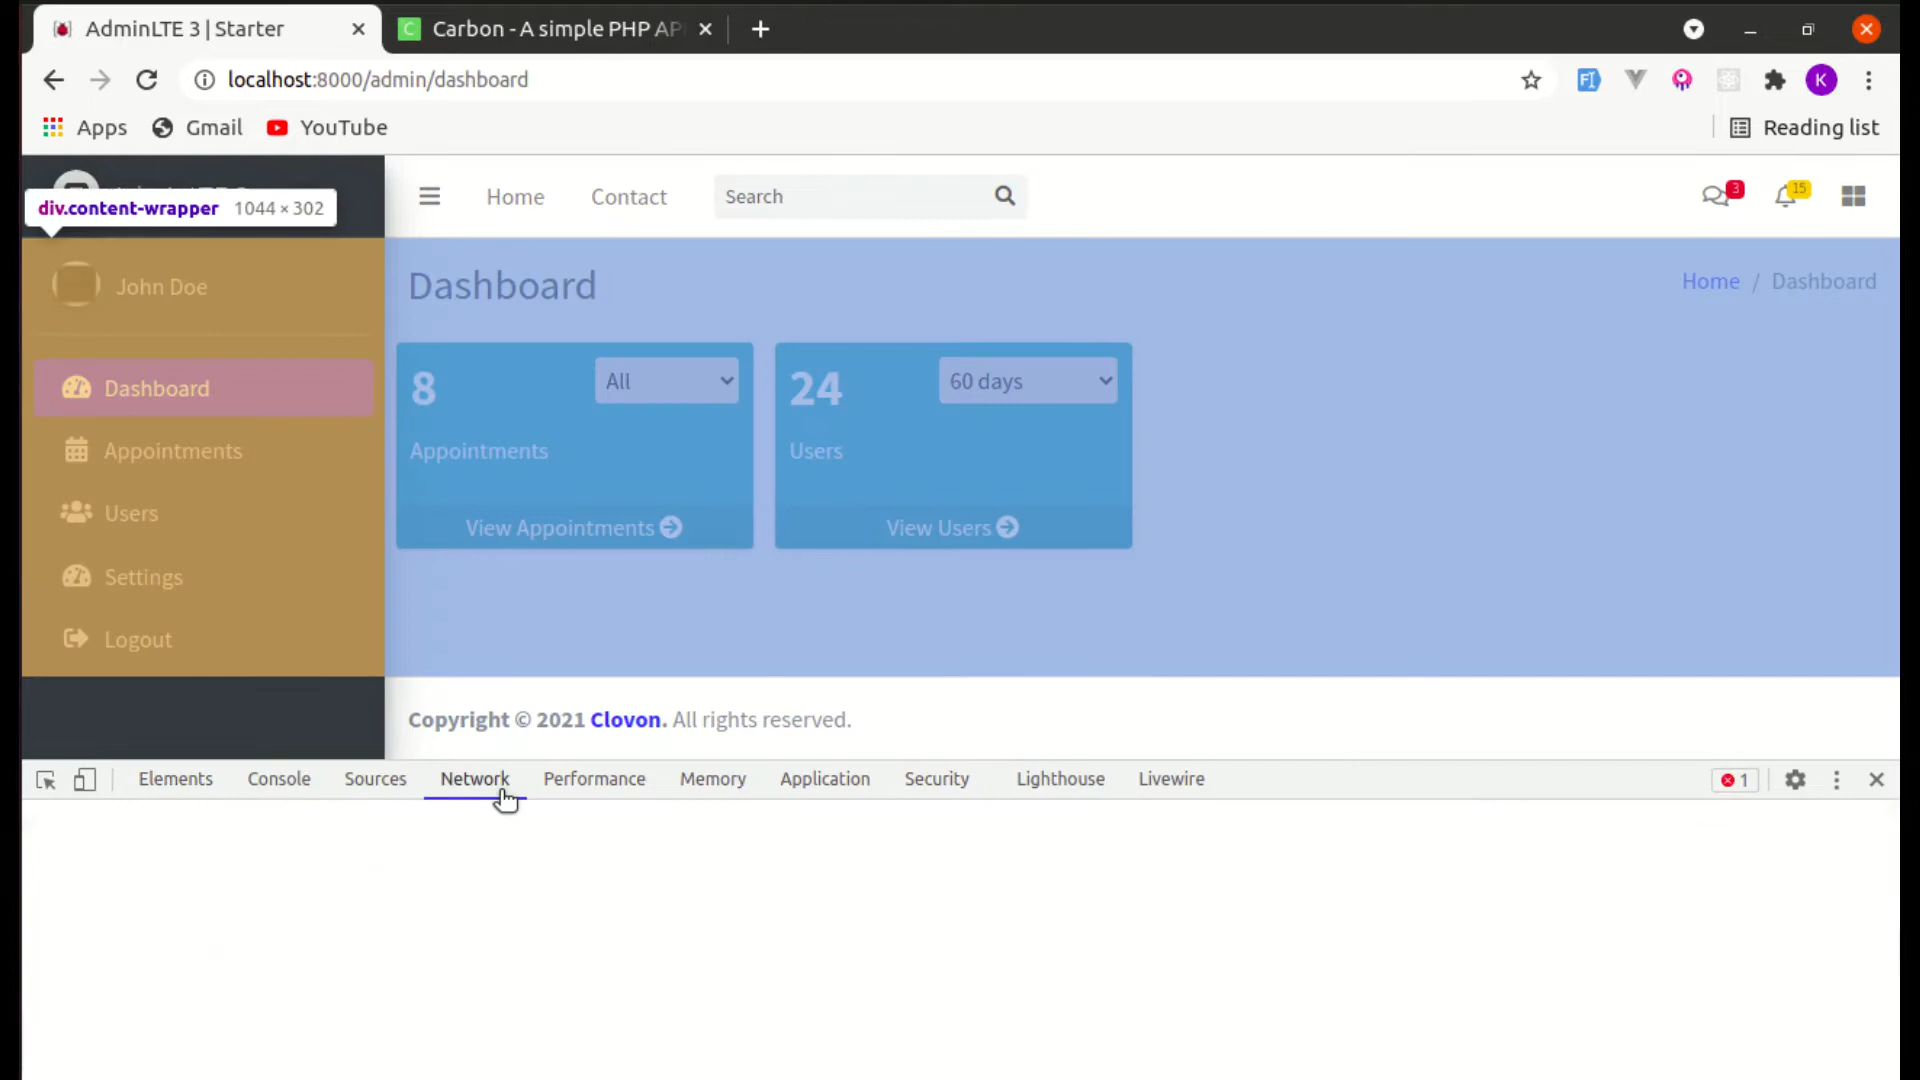 AdminLTE 3 | Starter
Carbon - A simple PHP AP
localhost:8000/admin/dashboard
K
Apps
Gmail
YouTube
Reading list
div.content-wrapper 1044 × 302
Home
Contact
Search
3
15
John Doe
Dashboard
Home / Dashboard
Dashboard
Appointments
Users
Settings
Logout
8
All
Appointments
View Appointments
24
60 days
Users
View Users
Copyright © 2021 Clovon. All rights reserved.
Elements
Console
Sources
Network
Performance
Memory
Application
Security
Lighthouse
Livewire
1